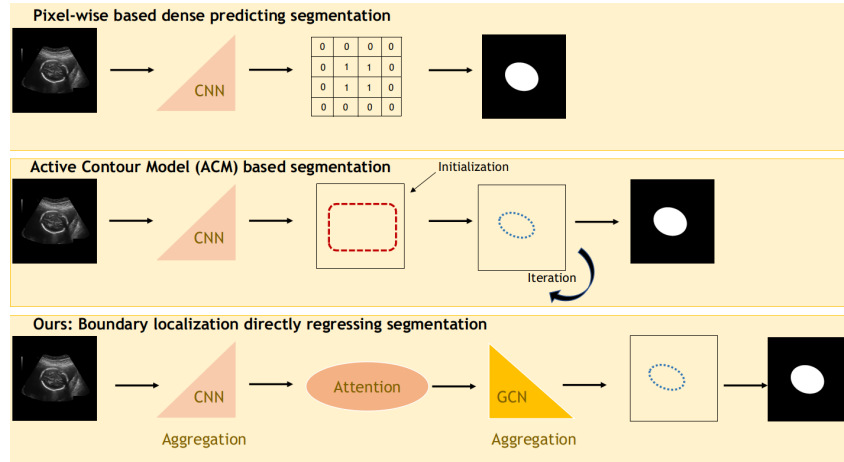 Pixel-wise based dense predicting segmentation
CNN
0 0 0 0
0 1 1 0
0 1 1 0
0 0 0 0
Active Contour Model (ACM) based segmentation
Initialization
CNN
Iteration
Ours: Boundary localization directly regressing segmentation
CNN
Attention
GCN
Aggregation
Aggregation